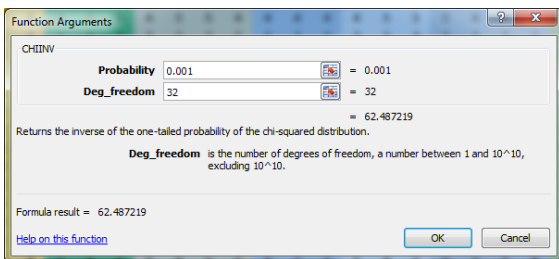 Function Arguments
CHIINV
Probability 0.001 = 0.001
Deg_freedom 32 = 32
= 62.487219
Returns the inverse of the one-tailed probability of the chi-squared distribution.
Deg_freedom is the number of degrees of freedom, a number between 1 and 10^10,
excluding 10^10.
Formula result = 62.487219
Help on this function OK Cancel